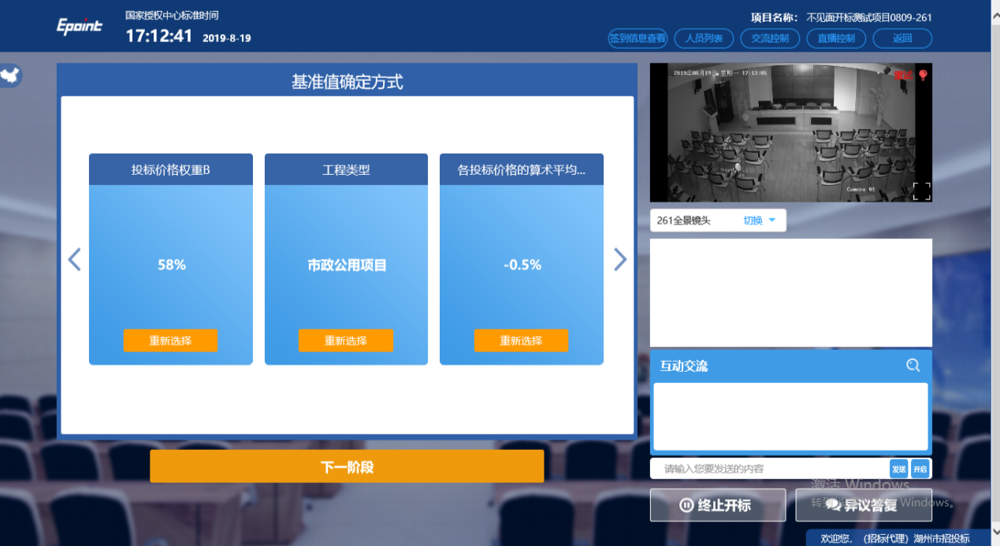 Epoint
国家授权中心标准时间
17:12:41 2019-8-19
项目名称： 不见面开标测试项目0809-261
签到信息查看 人员列表 交流控制 直播控制 返回
基准值确定方式
投标价格权重B
58%
重新选择
工程类型
市政公用项目
重新选择
各投标价格的算术平均...
-0.5%
重新选择
下一阶段
2019年08月19日 星期一 17:13:05
Camera 01
261全景镜头 切换
互动交流
请输入您要发送的内容 发送 开启
激活 Windows
Windows。
终止开标 异议答复
欢迎您，（招标代理）湖州市招投标